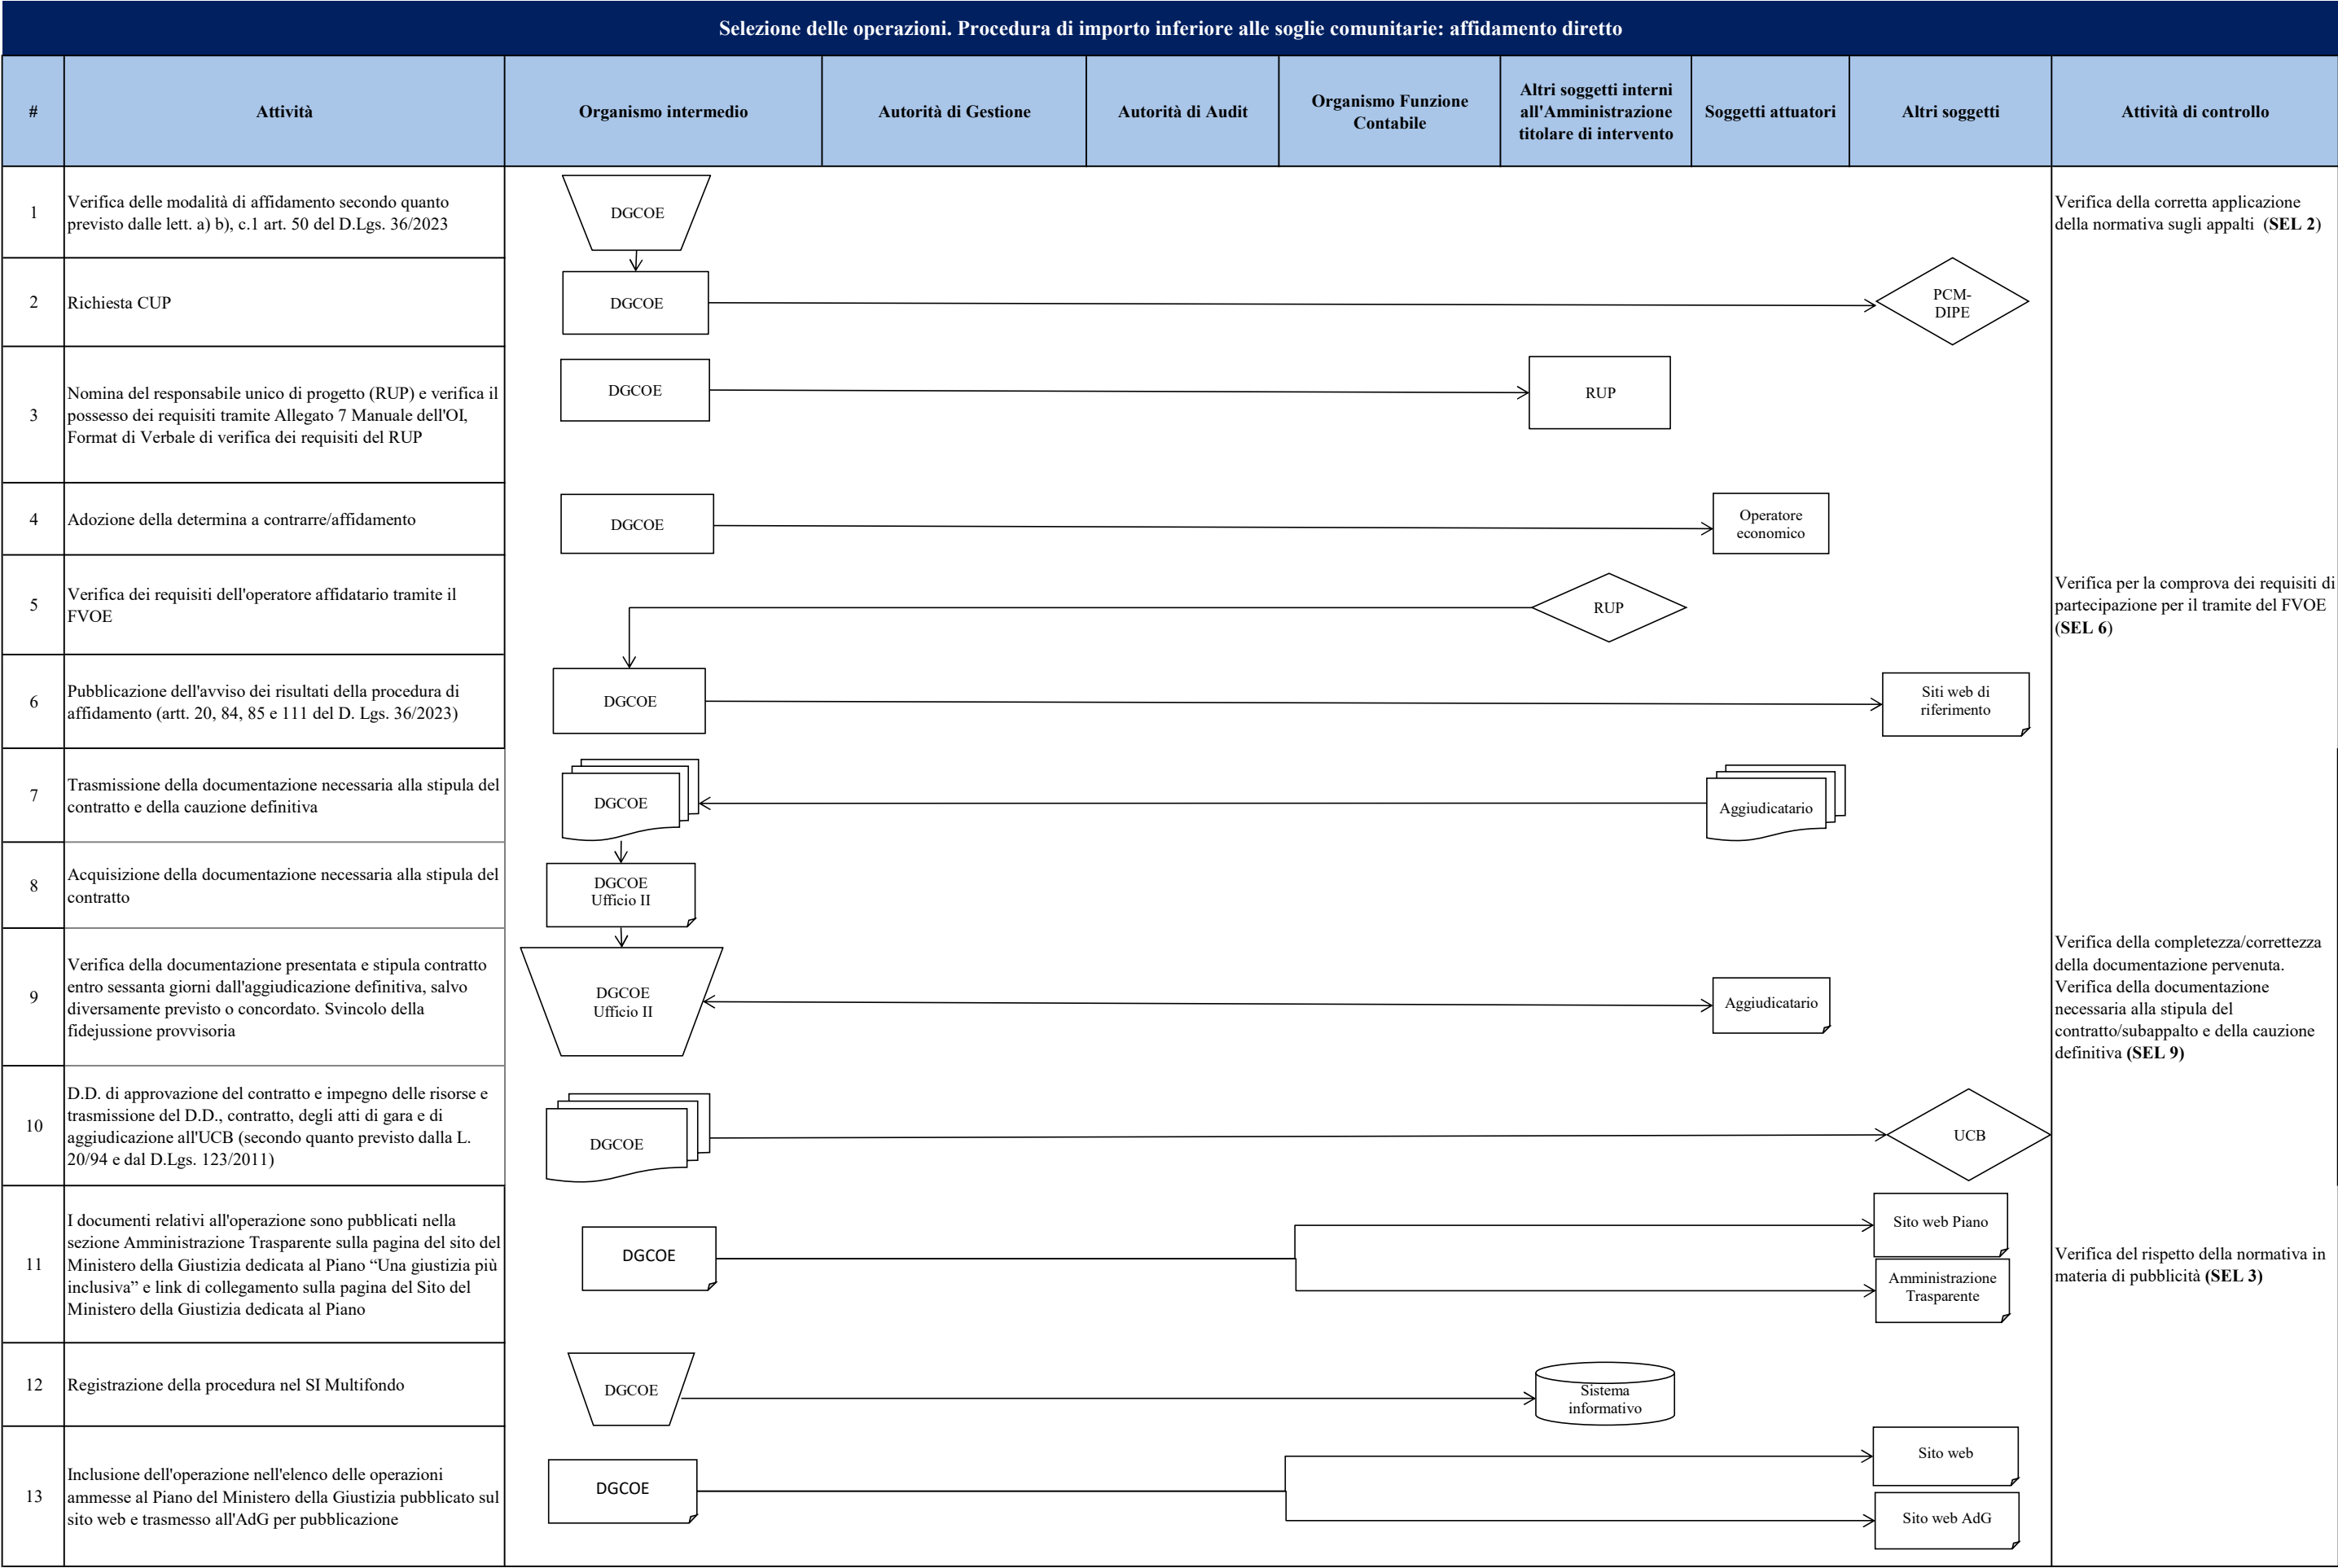 Selezione delle operazioni. Procedura di importo inferiore alle soglie comunitarie: affidamento diretto
#
Attività
Organismo intermedio
Autorità di Gestione
Autorità di Audit
Organismo Funzione
Contabile
Altri soggetti interni
all'Amministrazione
titolare di intervento
Soggetti attuatori
Altri soggetti
Attività di controllo
1
Verifica delle modalità di affidamento secondo quanto
previsto dalle lett. a) b), c.1 art. 50 del D.Lgs. 36/2023
DGCOE
Verifica della corretta applicazione
della normativa sugli appalti (SEL 2)
2
Richiesta CUP
DGCOE
PCM-
DIPE
3
Nomina del responsabile unico di progetto (RUP) e verifica il
possesso dei requisiti tramite Allegato 7 Manuale dell'OI,
Format di Verbale di verifica dei requisiti del RUP
DGCOE
RUP
4
Adozione della determina a contrarre/affidamento
DGCOE
Operatore
economico
5
Verifica dei requisiti dell'operatore affidatario tramite il
FVOE
RUP
Verifica per la comprova dei requisiti di
partecipazione per il tramite del FVOE
(SEL 6)
6
Pubblicazione dell'avviso dei risultati della procedura di
affidamento (artt. 20, 84, 85 e 111 del D. Lgs. 36/2023)
DGCOE
Siti web di
riferimento
7
Trasmissione della documentazione necessaria alla stipula del
contratto e della cauzione definitiva
DGCOE
Aggiudicatario
8
Acquisizione della documentazione necessaria alla stipula del
contratto
DGCOE
Ufficio II
9
Verifica della documentazione presentata e stipula contratto
entro sessanta giorni dall'aggiudicazione definitiva, salvo
diversamente previsto o concordato. Svincolo della
fidejussione provvisoria
DGCOE
Ufficio II
Aggiudicatario
Verifica della completezza/correttezza
della documentazione pervenuta.
Verifica della documentazione
necessaria alla stipula del
contratto/subappalto e della cauzione
definitiva (SEL 9)
10
D.D. di approvazione del contratto e impegno delle risorse e
trasmissione del D.D., contratto, degli atti di gara e di
aggiudicazione all'UCB (secondo quanto previsto dalla L.
20/94 e dal D.Lgs. 123/2011)
DGCOE
UCB
11
I documenti relativi all'operazione sono pubblicati nella
sezione Amministrazione Trasparente sulla pagina del sito del
Ministero della Giustizia dedicata al Piano “Una giustizia più
inclusiva” e link di collegamento sulla pagina del Sito del
Ministero della Giustizia dedicata al Piano
DGCOE
Sito web Piano
Amministrazione
Trasparente
Verifica del rispetto della normativa in
materia di pubblicità (SEL 3)
12
Registrazione della procedura nel SI Multifondo
DGCOE
Sistema
informativo
13
Inclusione dell'operazione nell'elenco delle operazioni
ammesse al Piano del Ministero della Giustizia pubblicato sul
sito web e trasmesso all'AdG per pubblicazione
DGCOE
Sito web
Sito web AdG